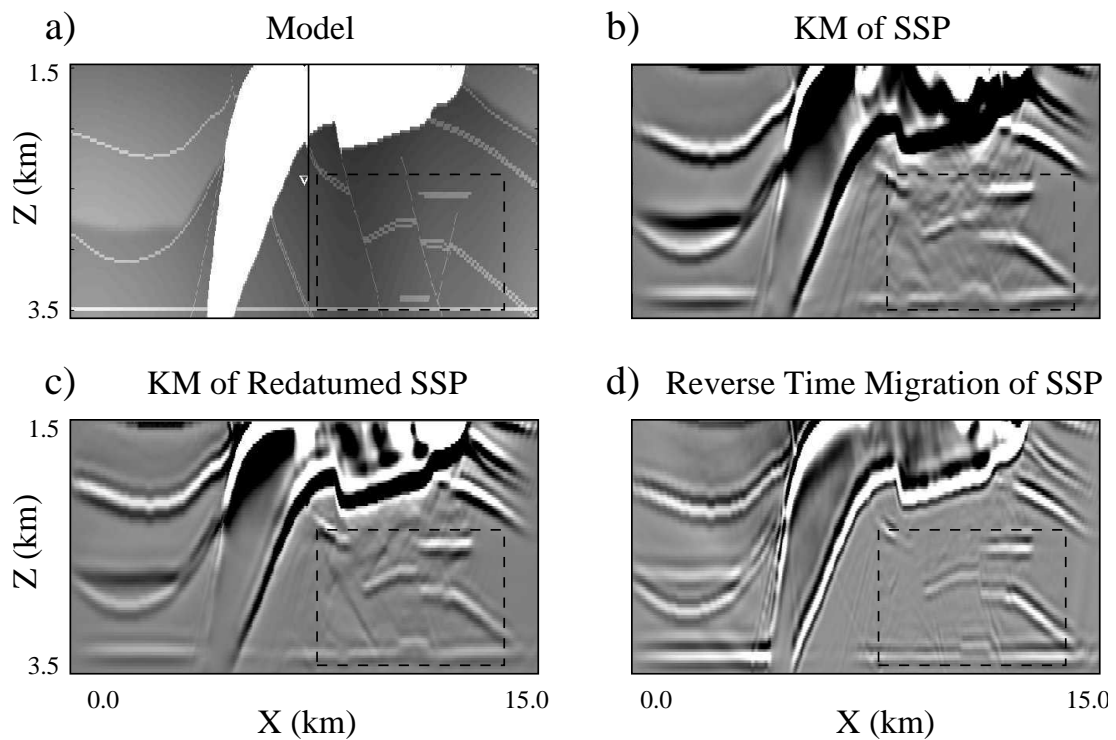 a)
Model
b)
KM of SSP
1.5
Z (km)
3.5
c)
KM of Redatumed SSP
d)
Reverse Time Migration of SSP
1.5
Z (km)
3.5
0.0
15.0
X (km)
0.0
15.0
X (km)